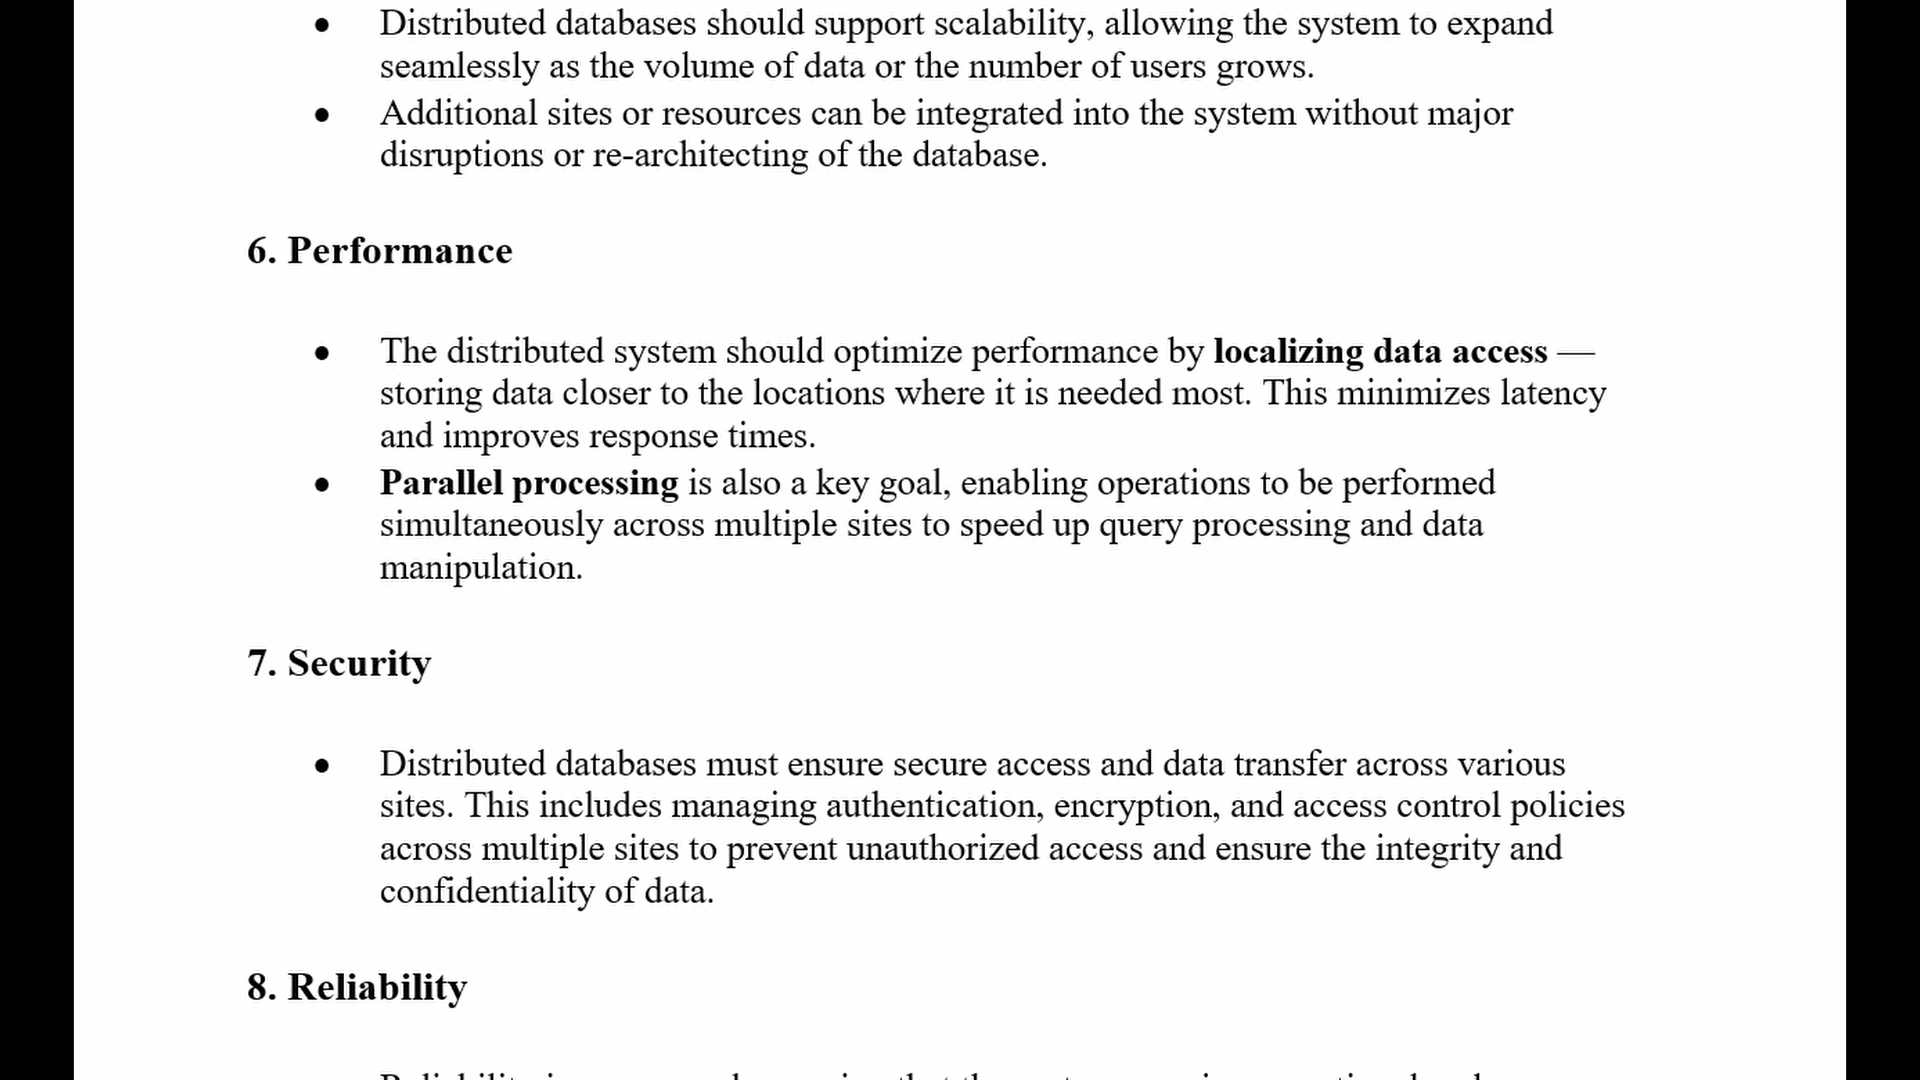 • Distributed databases should support scalability, allowing the system to expand
seamlessly as the volume of data or the number of users grows.
• Additional sites or resources can be integrated into the system without major
disruptions or re-architecting of the database.
6. Performance
• The distributed system should optimize performance by localizing data access —
storing data closer to the locations where it is needed most. This minimizes latency
and improves response times.
• Parallel processing is also a key goal, enabling operations to be performed
simultaneously across multiple sites to speed up query processing and data
manipulation.
7. Security
• Distributed databases must ensure secure access and data transfer across various
sites. This includes managing authentication, encryption, and access control policies
across multiple sites to prevent unauthorized access and ensure the integrity and
confidentiality of data.
8. Reliability